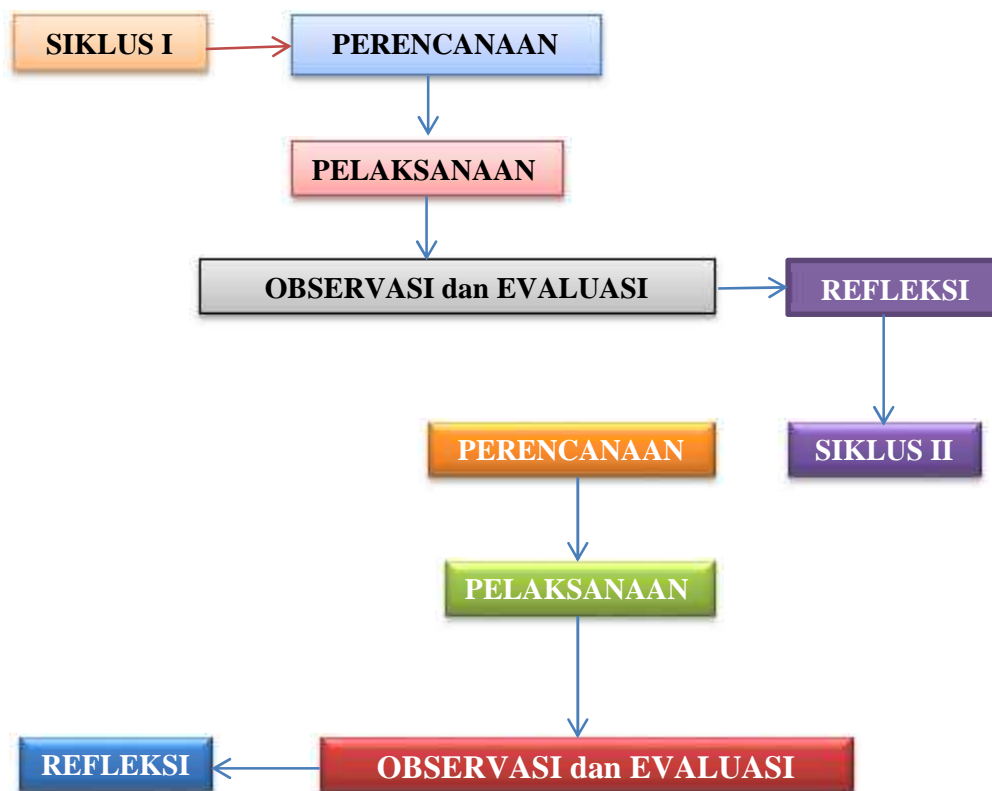 SIKLUS I
PERENCANAAN
PELAKSANAAN
OBSERVASI dan EVALUASI
REFLEKSI
PERENCANAAN
SIKLUS II
PELAKSANAAN
REFLEKSI
OBSERVASI dan EVALUASI